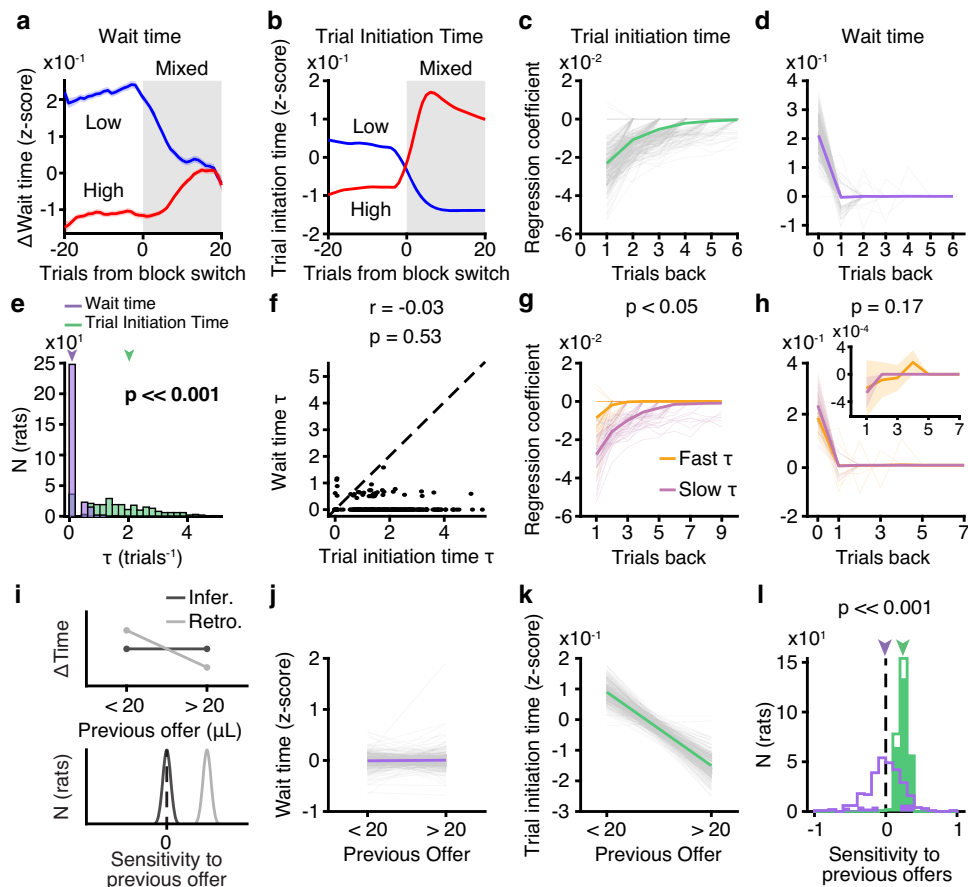 a
Wait time
x10⁻¹
Mixed
Low
High
ΔWait time (z-score)
2
1
0
-1
-20
0
20
Trials from block switch
b
Trial Initiation Time
x10⁻¹
Mixed
Low
High
Trial initation time (z-score)
2
1
0
-1
-2
-20
0
20
Trials from block switch
c
Trial initiation time
x10⁻²
Regression coefficient
2
0
-2
-4
-6
1 2 3 4 5 6
Trials back
d
Wait time
x10⁻¹
4
3
2
1
0
-1
0 1 2 3 4 5 6
Trials back
e
Wait time
Trial Initiation Time
x10¹
p << 0.001
N (rats)
25
20
15
10
5
0
0 2 4
τ (trials⁻¹)
f
r = -0.03
p = 0.53
Wait time τ
5
4
3
2
1
0
0 2 4
Trial initiation time τ
g
p < 0.05
x10⁻²
Regression coefficient
2
0
-2
-4
-6
Fast τ
Slow τ
1 3 5 7 9
Trials back
h
p = 0.17
x10⁻¹
x10⁻⁴
4
0
-4
1 3 5 7
4
2
0
-2
0 1 3 5 7
Trials back
i
Infer.
Retro.
ΔTime
< 20
> 20
Previous offer (µL)
N (rats)
0
Sensitivity to
previous offer
j
Wait time (z-score)
2
1
0
-1
< 20
> 20
Previous Offer
k
x10⁻¹
Trial initiation time (z-score)
2
1
0
-1
-2
-3
< 20
> 20
Previous Offer
l
p << 0.001
x10¹
N (rats)
15
10
5
0
-1 0 1
Sensitivity to
previous offers